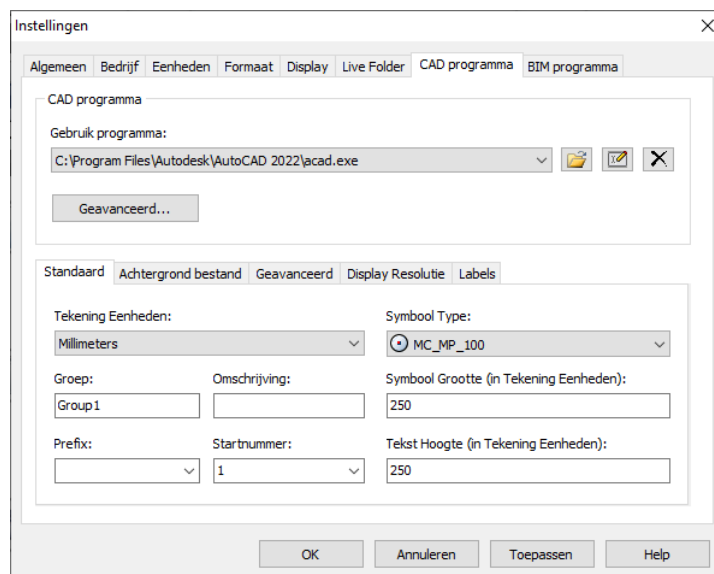 Instellingen
Algemeen Bedrijf Eenheden Formaat Display Live Folder CAD programma BIM programma
CAD programma
Gebruik programma:
C:\Program Files\Autodesk\AutoCAD 2022\acad.exe
Geavanceerd...
Standaard Achtergrond bestand Geavanceerd Display Resolutie Labels
Tekening Eenheden: Symbool Type:
Millimeters MC_MP_100
Groep: Omschrijving: Symbool Grootte (in Tekening Eenheden):
Group1 250
Prefix: Startnummer: Tekst Hoogte (in Tekening Eenheden):
1 250
OK Annuleren Toepassen Help